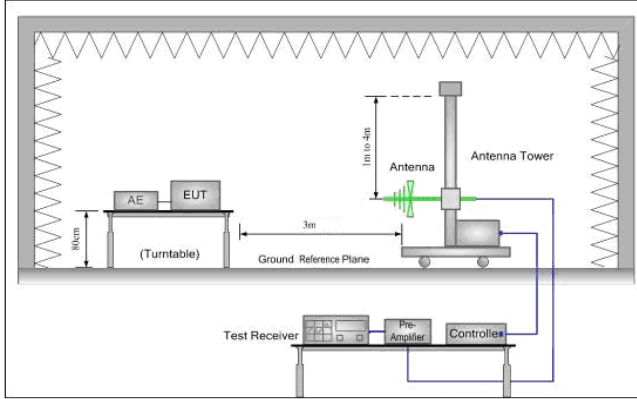 1m to 4m
Antenna
Antenna Tower
AE
EUT
80cm
(Turntable)
3m
Ground Reference Plane
Test Receiver
Pre-
Amplifier
Controller